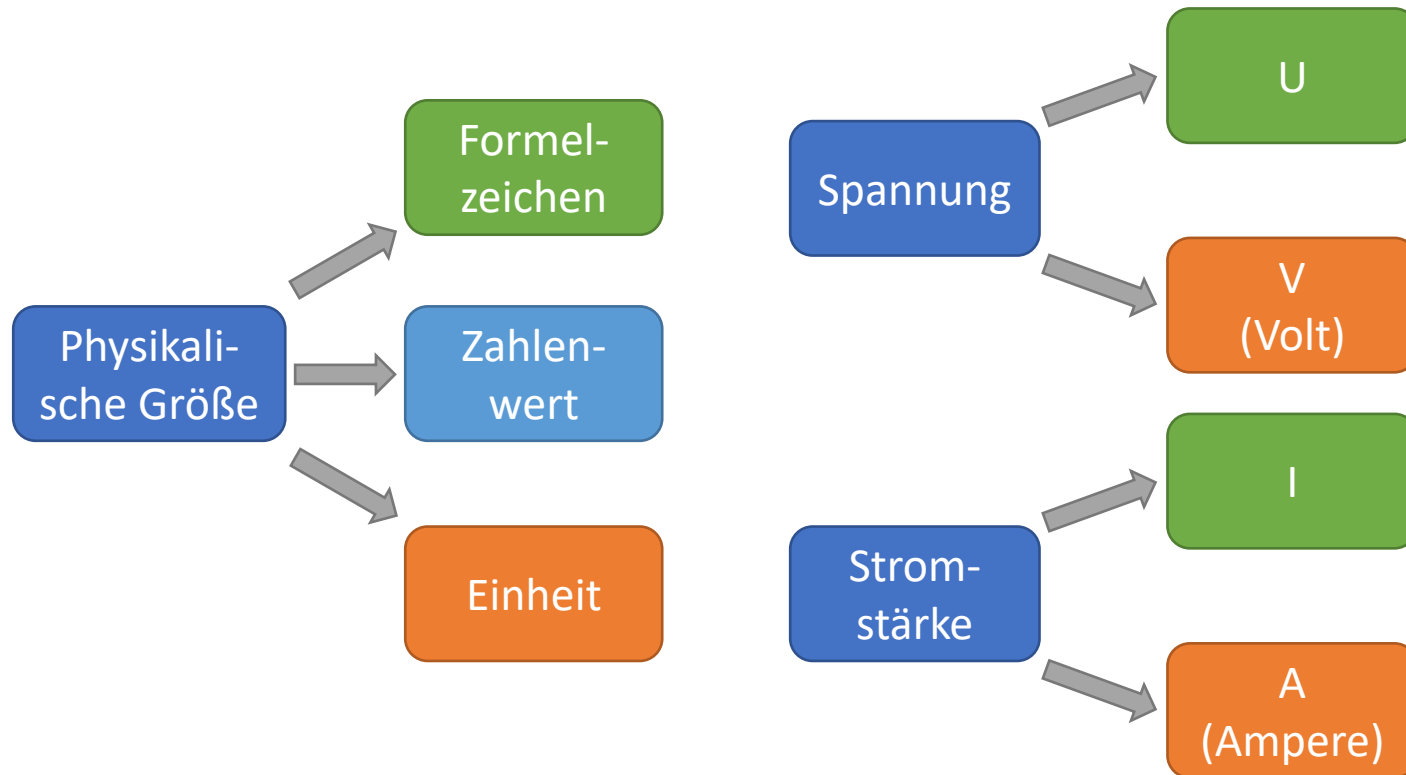 Physikali-
sche Größe
Formel-
zeichen
Zahlen-
wert
Einheit
Spannung
U
V
(Volt)
Strom-
stärke
I
A
(Ampere)